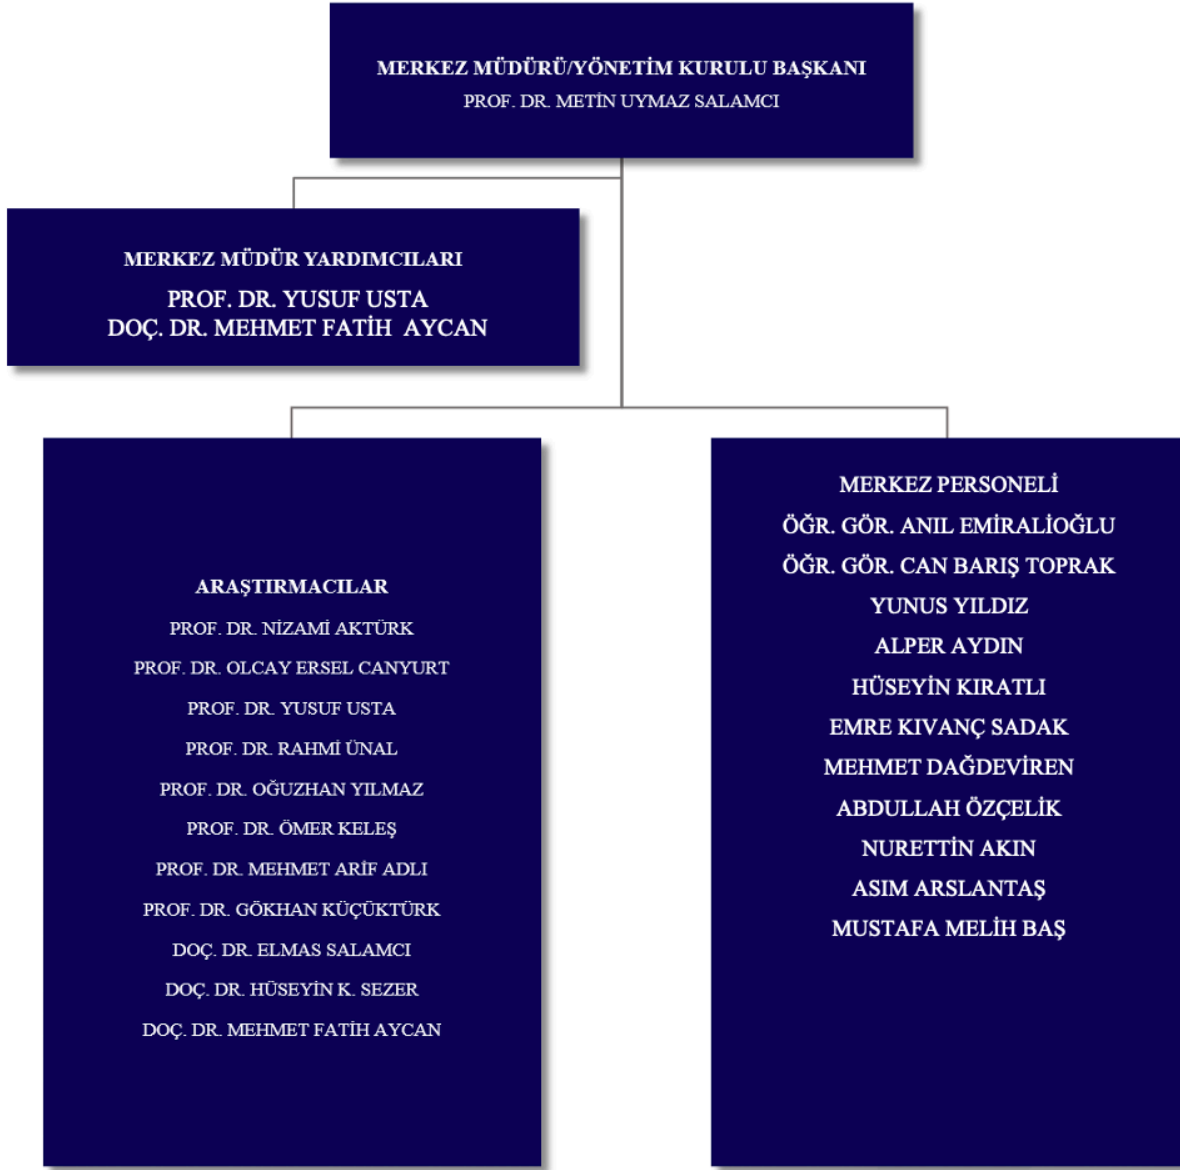 MERKEZ MÜDÜRÜ/YÖNETİM KURULU BAŞKANI
PROF. DR. METİN UYMAZ SALAMCI
MERKEZ MÜDÜR YARDIMCILARI
PROF. DR. YUSUF USTA
DOÇ. DR. MEHMET FATİH AYCAN
ARAŞTIRMACILAR
PROF. DR. NİZAMİ AKTÜRK
PROF. DR. OLCAY ERSEL CANYURT
PROF. DR. YUSUF USTA
PROF. DR. RAHMİ ÜNAL
PROF. DR. OĞUZHAN YILMAZ
PROF. DR. ÖMER KELEŞ
PROF. DR. MEHMET ARİF ADLI
PROF. DR. GÖKHAN KÜÇÜKTÜRK
DOÇ. DR. ELMAS SALAMCI
DOÇ. DR. HÜSEYİN K. SEZER
DOÇ. DR. MEHMET FATİH AYCAN
MERKEZ PERSONELİ
ÖĞR. GÖR. ANIL EMİRALİOĞLU
ÖĞR. GÖR. CAN BARIŞ TOPRAK
YUNUS YILDIZ
ALPER AYDIN
HÜSEYİN KIRATLI
EMRE KIVANÇ SADAK
MEHMET DAĞDEVİREN
ABDULLAH ÖZÇELİK
NURETTİN AKIN
ASIM ARSLANTAŞ
MUSTAFA MELİH BAŞ